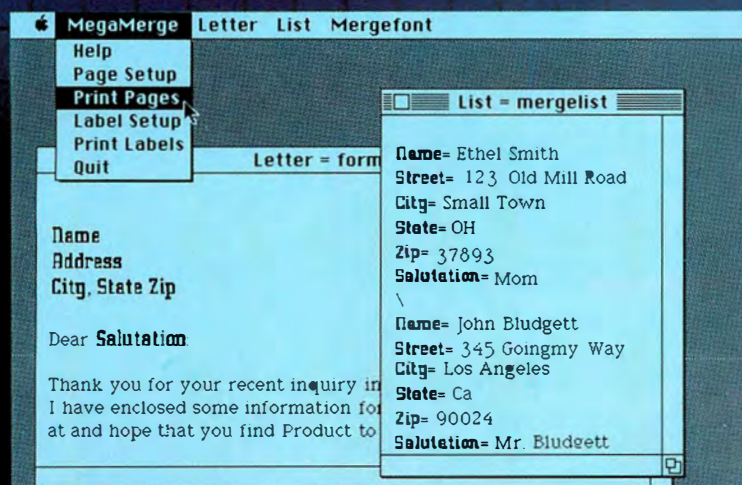 MegaMerge Letter List Mergefont
Help
Page Setup
Print Pages
Label Setup
Print Labels
Quit
Letter = form
Name
Address
City, State Zip
Dear Salutation:
Thank you for your recent inquiry in
I have enclosed some information for
at and hope that you find Product to
List = mergelist
Name= Ethel Smith
Street= 123 Old Mill Road
City= Small Town
State= OH
Zip= 37893
Salutation= Mom
\
Name= John Bludgett
Street= 345 Goingmy Way
City= Los Angeles
State= Ca
Zip= 90024
Salutation= Mr. Bludgett